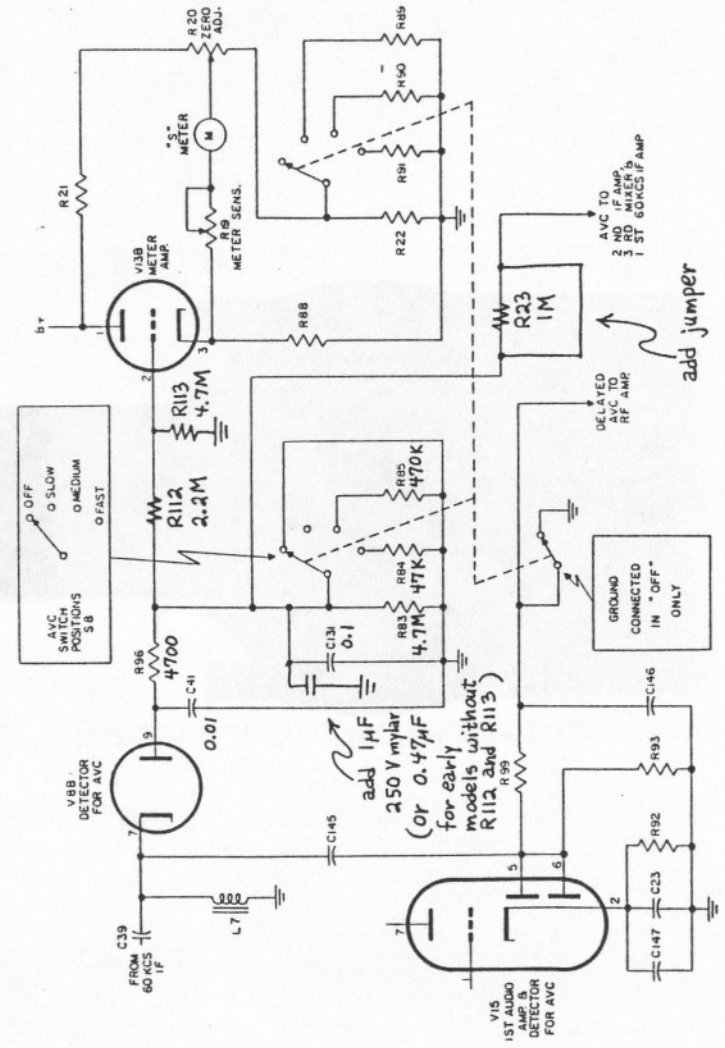 FROM
60 KCS
IF
C39
L7
7
V8B
DETECTOR
FOR AVC
9
C41
0.01
R96
4700
AVC
SWITCH
POSITIONS
S8
OFF
SLOW
MEDIUM
FAST
R112
2.2M
R113
4.7M
2
1
3
B+
V13B
METER
AMP.
R21
R19
METER SENS.
"S"
METER
M
R20
ZERO
ADJ.
R88
R22
R91
R90
R89
C145
add 1μF
250 V mylar
(or 0.47μF
for early
models without
R112 and R113)
C131
0.1
R83
4.7M
R84
47K
R85
470K
R23
1M
add jumper
AVC TO
2 ND IF AMP,
3 RD MIXER &
1 ST 60KCS IF AMP
DELAYED
AVC TO
RF AMP.
GROUND
CONNECTED
IN "OFF"
ONLY
V15
1ST AUDIO
AMP. &
DETECTOR
FOR AVC
7
1
5
6
2
R99
C147
C23
R92
R93
C146